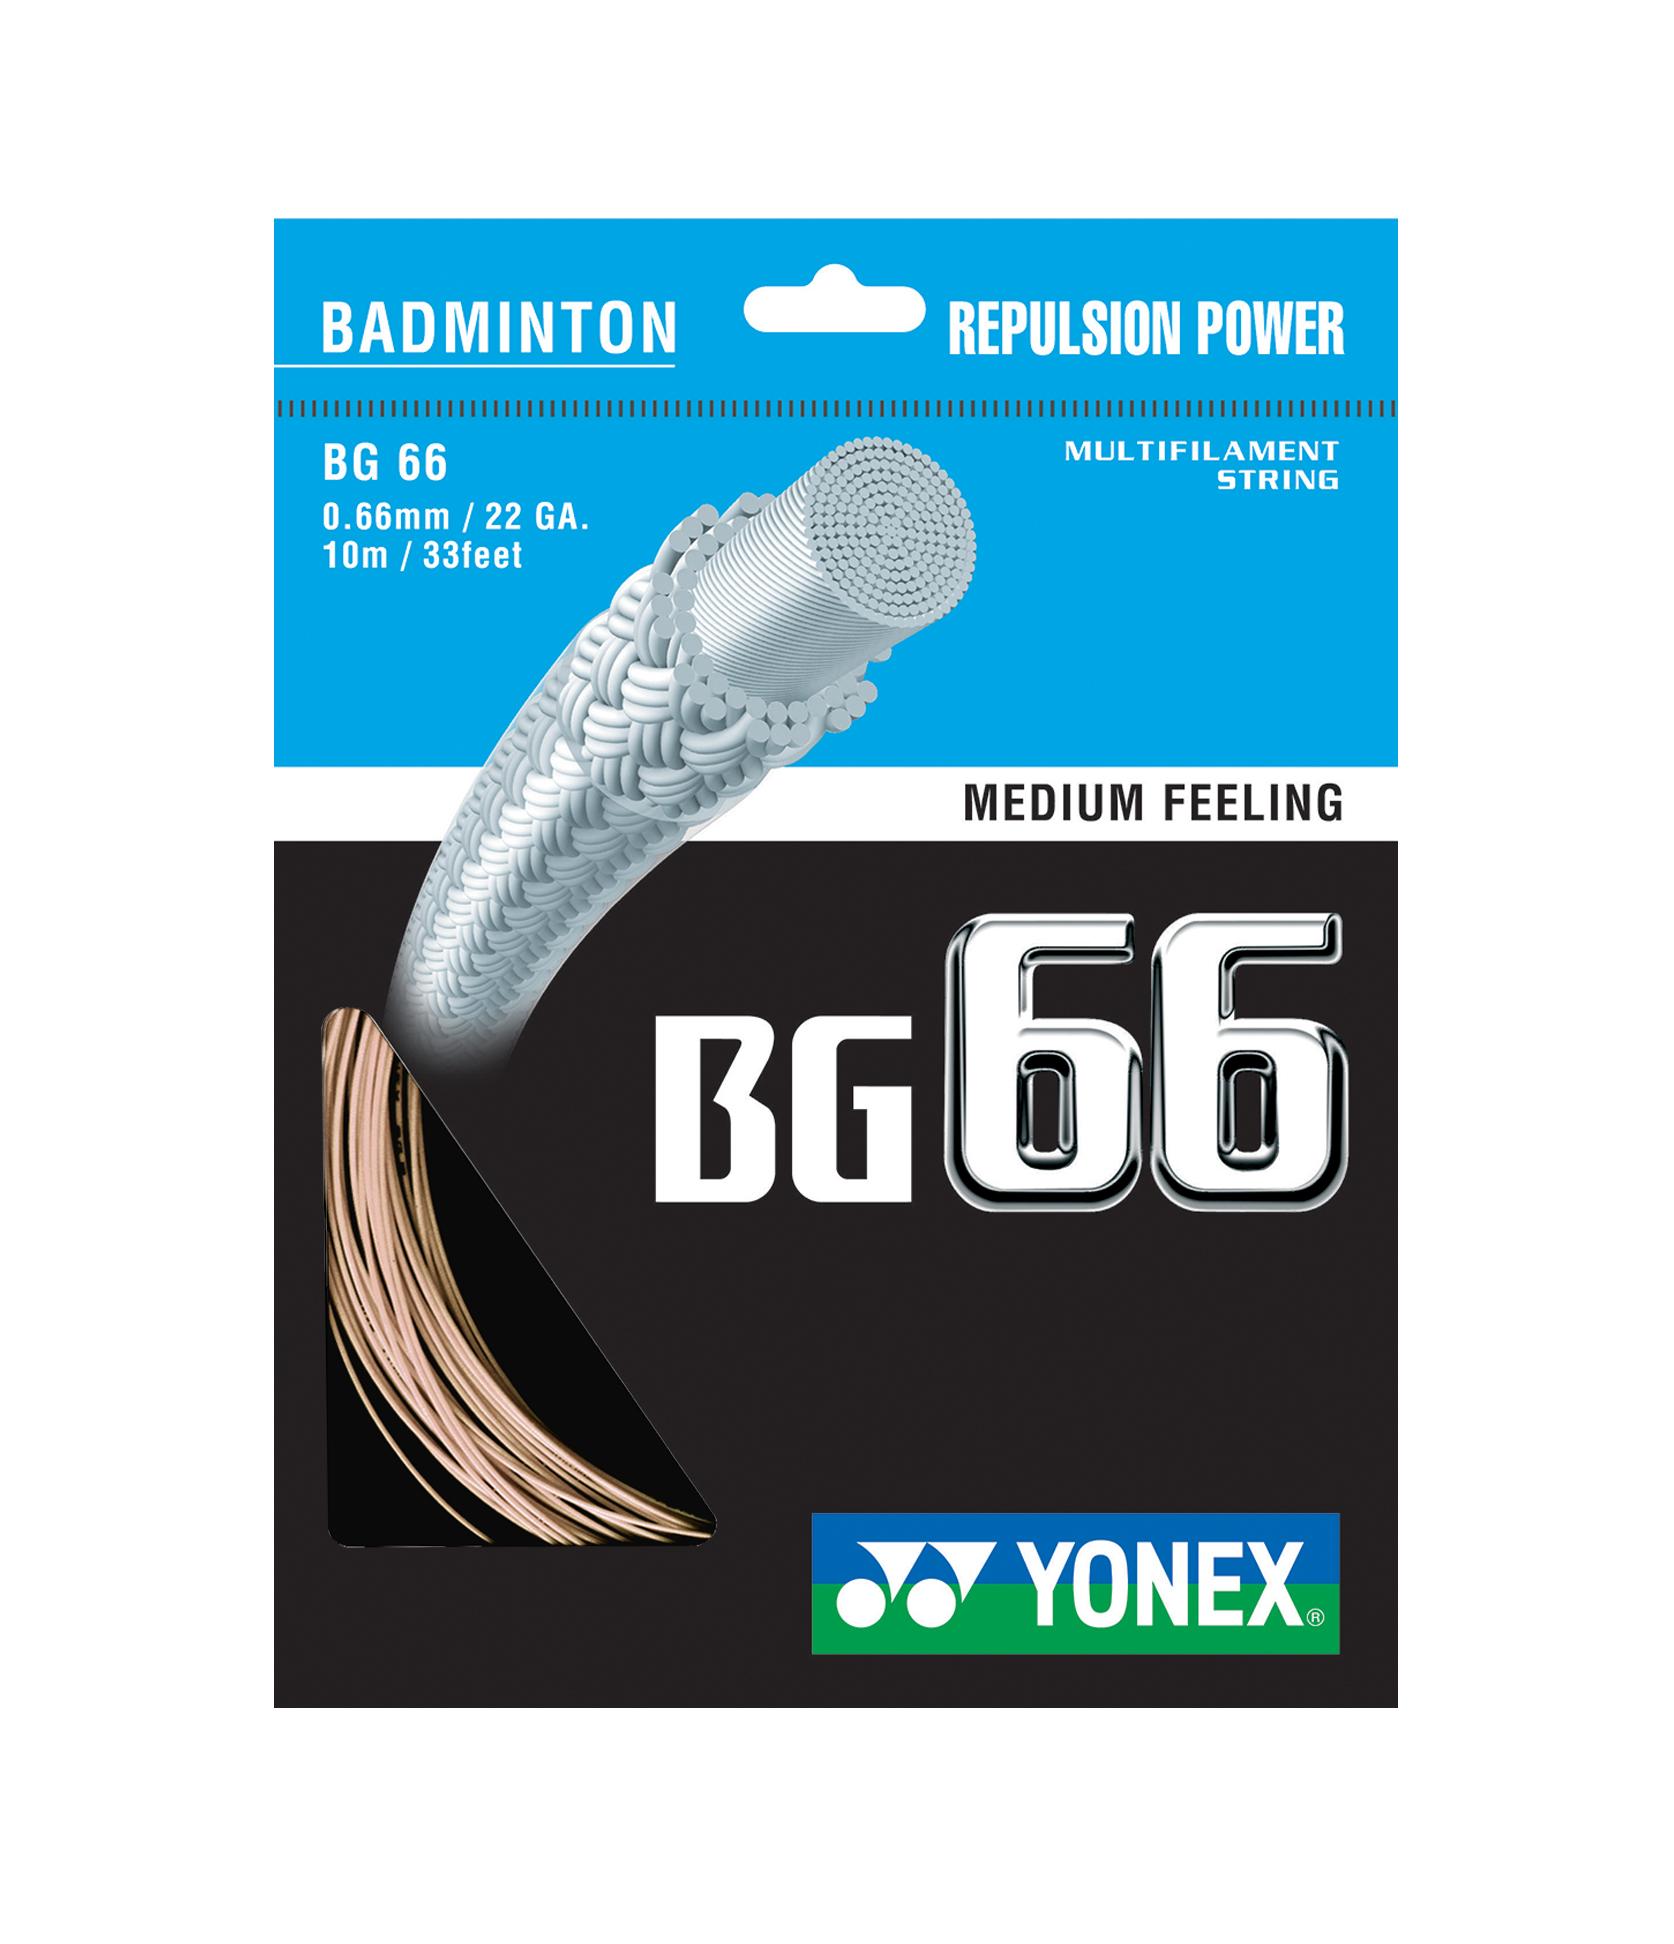 BADMINTON
REPULSION POWER
BG 66
0.66mm / 22 GA.
10m / 33feet
MULTIFILAMENT
STRING
MEDIUM FEELING
BG66
YONEX®